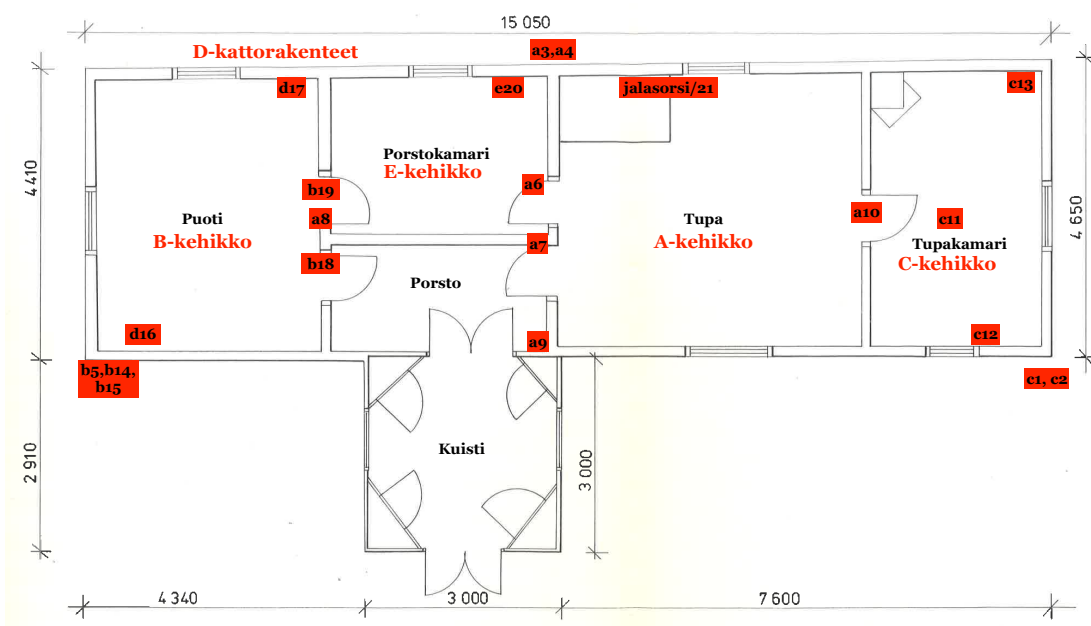 15 050
D-kattorakenteet
a3,a4
d17
e20
jalasorsi/21
c13
4 410
Porstokamari
E-kehikko
b19
a6
a8
a10
c11
4 650
Puoti
B-kehikko
Tupa
A-kehikko
Tupakamari
C-kehikko
a7
b18
Porsto
d16
a9
c12
b5,b14,
b15
c1, c2
2 910
Kuisti
3 000
4 340
3 000
7 600